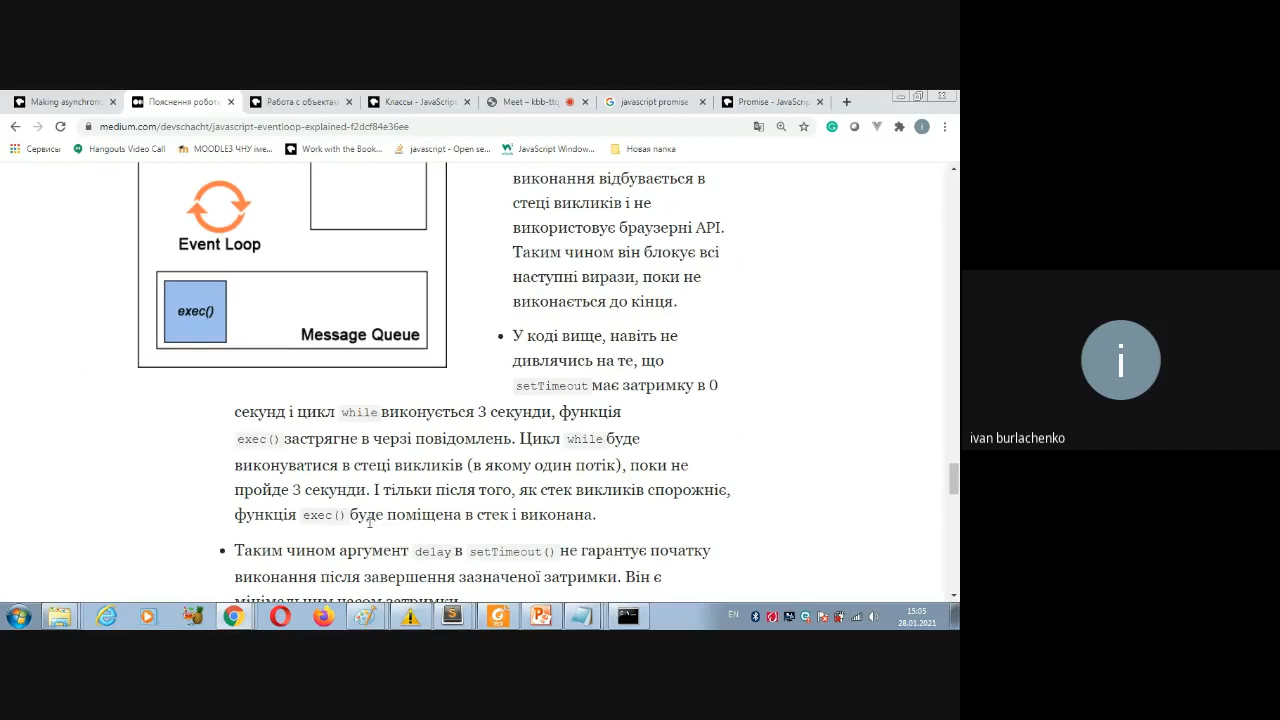 Making asynchrono
Пояснення роботи
Работа с объектам
Классы - JavaScript
Meet – kbb-ttq
javascript promise
Promise - JavaScrip
medium.com/devschacht/javascript-eventloop-explained-f2dcf84e36ee
Сервисы
Hangouts Video Call
MOODLE3 ЧНУ іме...
Work with the Book...
javascript - Open se...
JavaScript Window...
Новая папка
Event Loop
exec()
Message Queue
виконання відбувається в
стеці викликів і не
використовує браузерні API.
Таким чином він блокує всі
наступні вирази, поки не
виконається до кінця.
У коді вище, навіть не
дивлячись на те, що
setTimeout має затримку в 0
секунд і цикл while виконується 3 секунди, функція
exec() застрягне в черзі повідомлень. Цикл while буде
виконуватися в стеці викликів (в якому один потік), поки не
пройде 3 секунди. І тільки після того, як стек викликів спорожніє,
функція exec() буде поміщена в стек і виконана.
Таким чином аргумент delay в setTimeout() не гарантує початку
виконання після завершення зазначеної затримки. Він є
мінімальним часом затримки.
EN
15:05
28.01.2021
i
ivan burlachenko